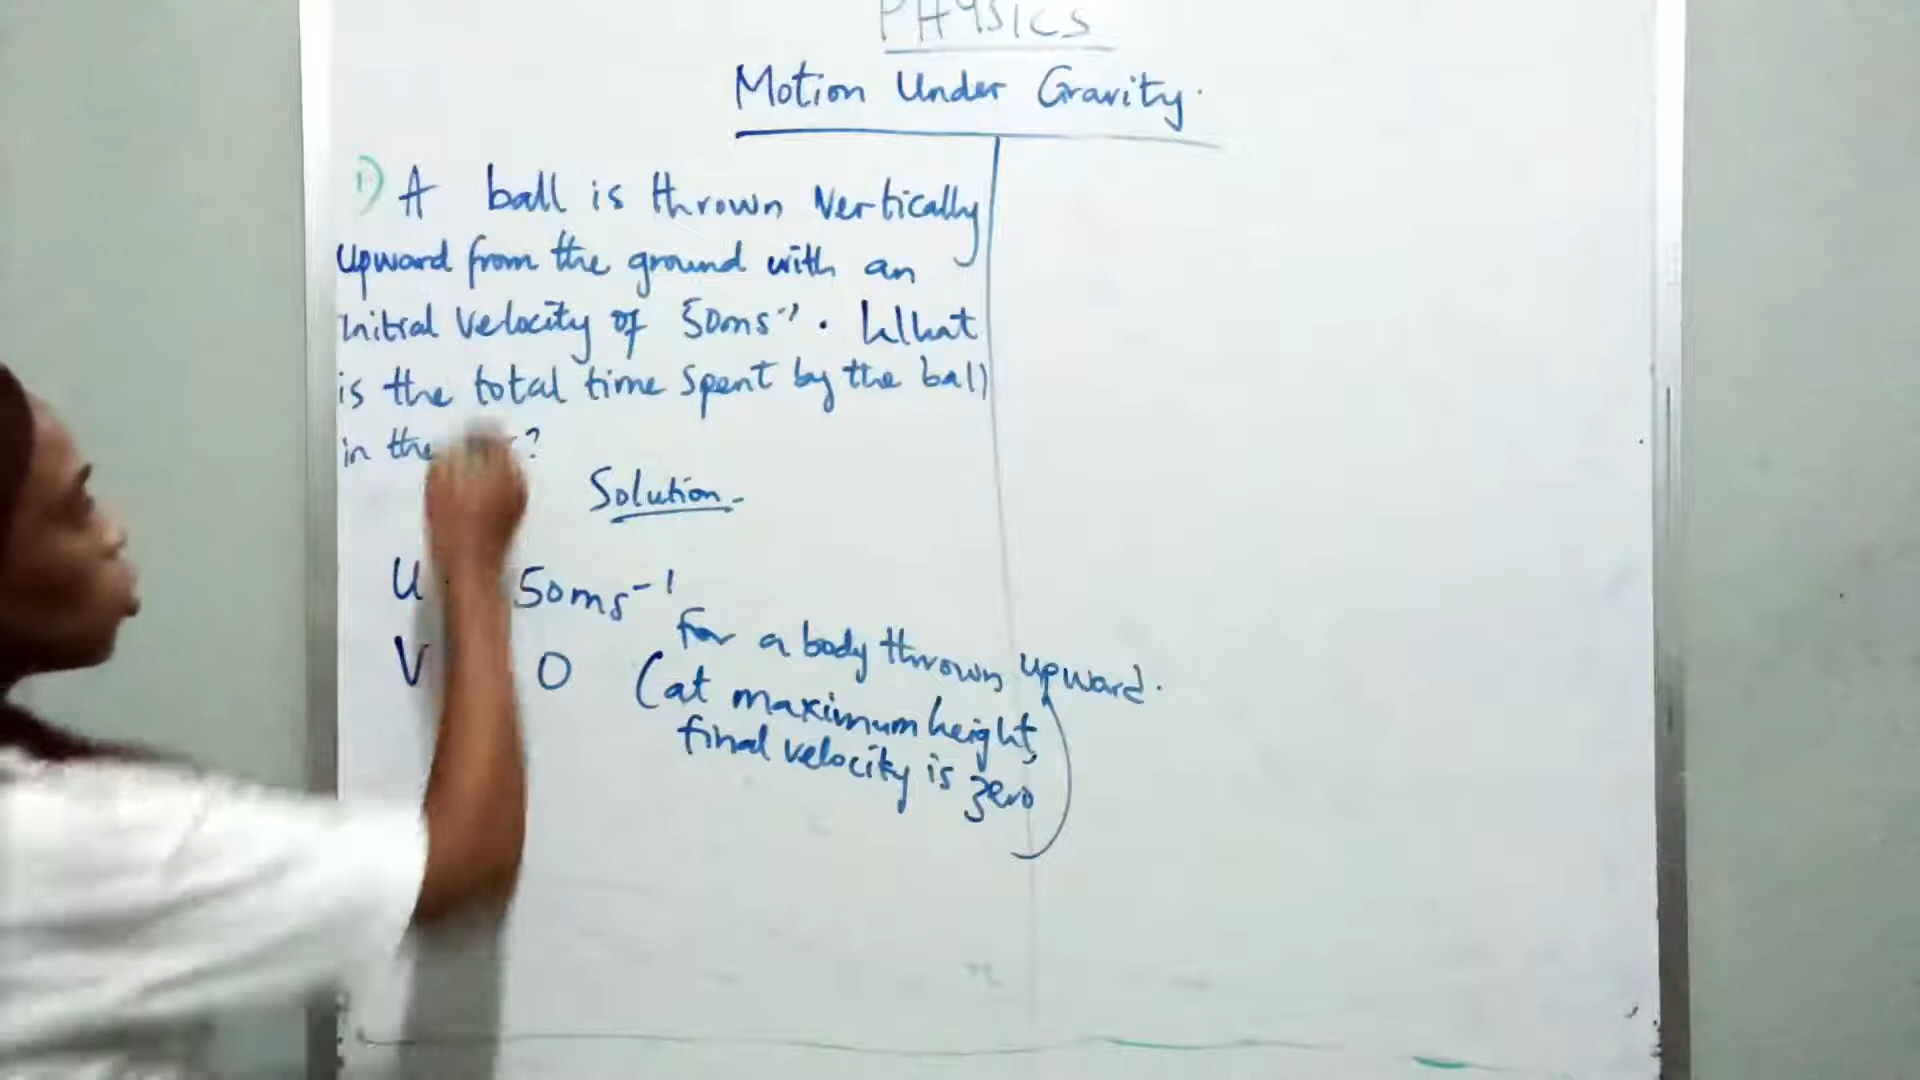 PHYSICS
Motion Under Gravity.
1) A ball is thrown Vertically
Upward from the ground with an
initial Velocity of 50ms⁻¹. What
is the total time spent by the ball
in the ?
Solution
U 50ms⁻¹
for a body thrown upward.
V 0 (at maximum height,
final velocity is zero)